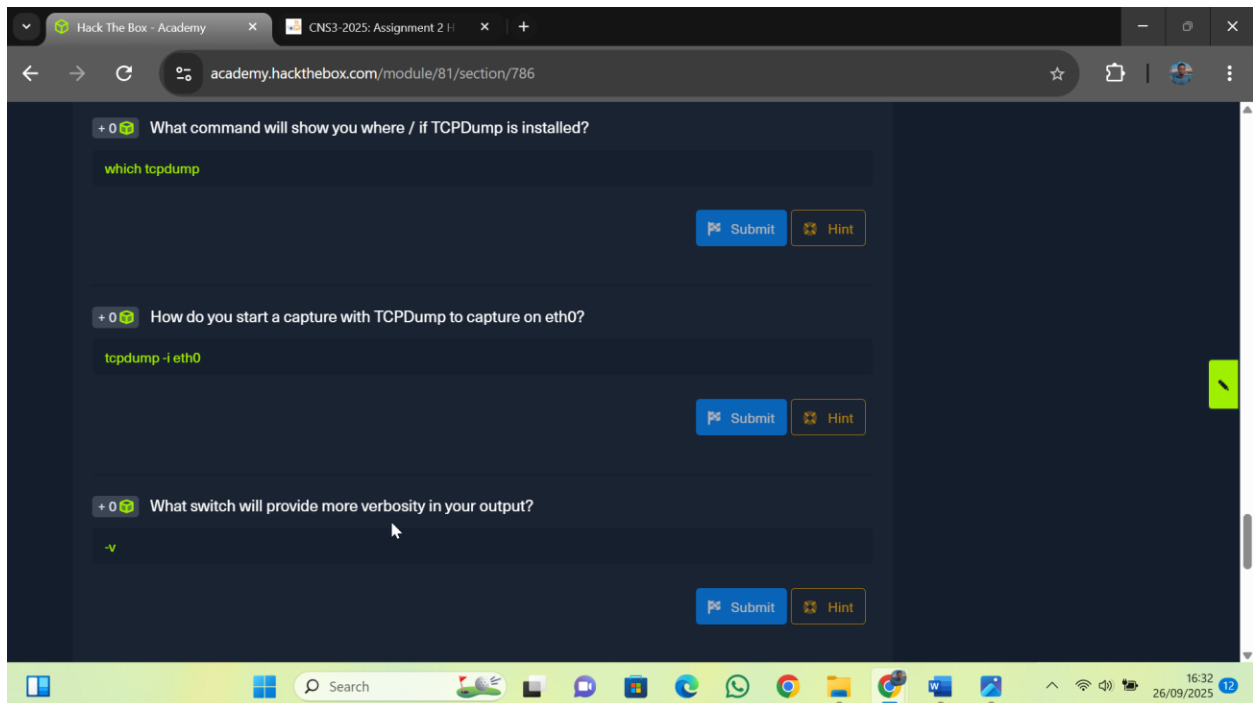 Hack The Box - Academy
CNS3-2025: Assignment 2 H
academy.hackthebox.com/module/81/section/786
+ 0 What command will show you where / if TCPDump is installed?
which tcpdump
Submit Hint
+ 0 How do you start a capture with TCPDump to capture on eth0?
tcpdump -i eth0
Submit Hint
+ 0 What switch will provide more verbosity in your output?
-v
Submit Hint
Search
16:32
26/09/2025
12